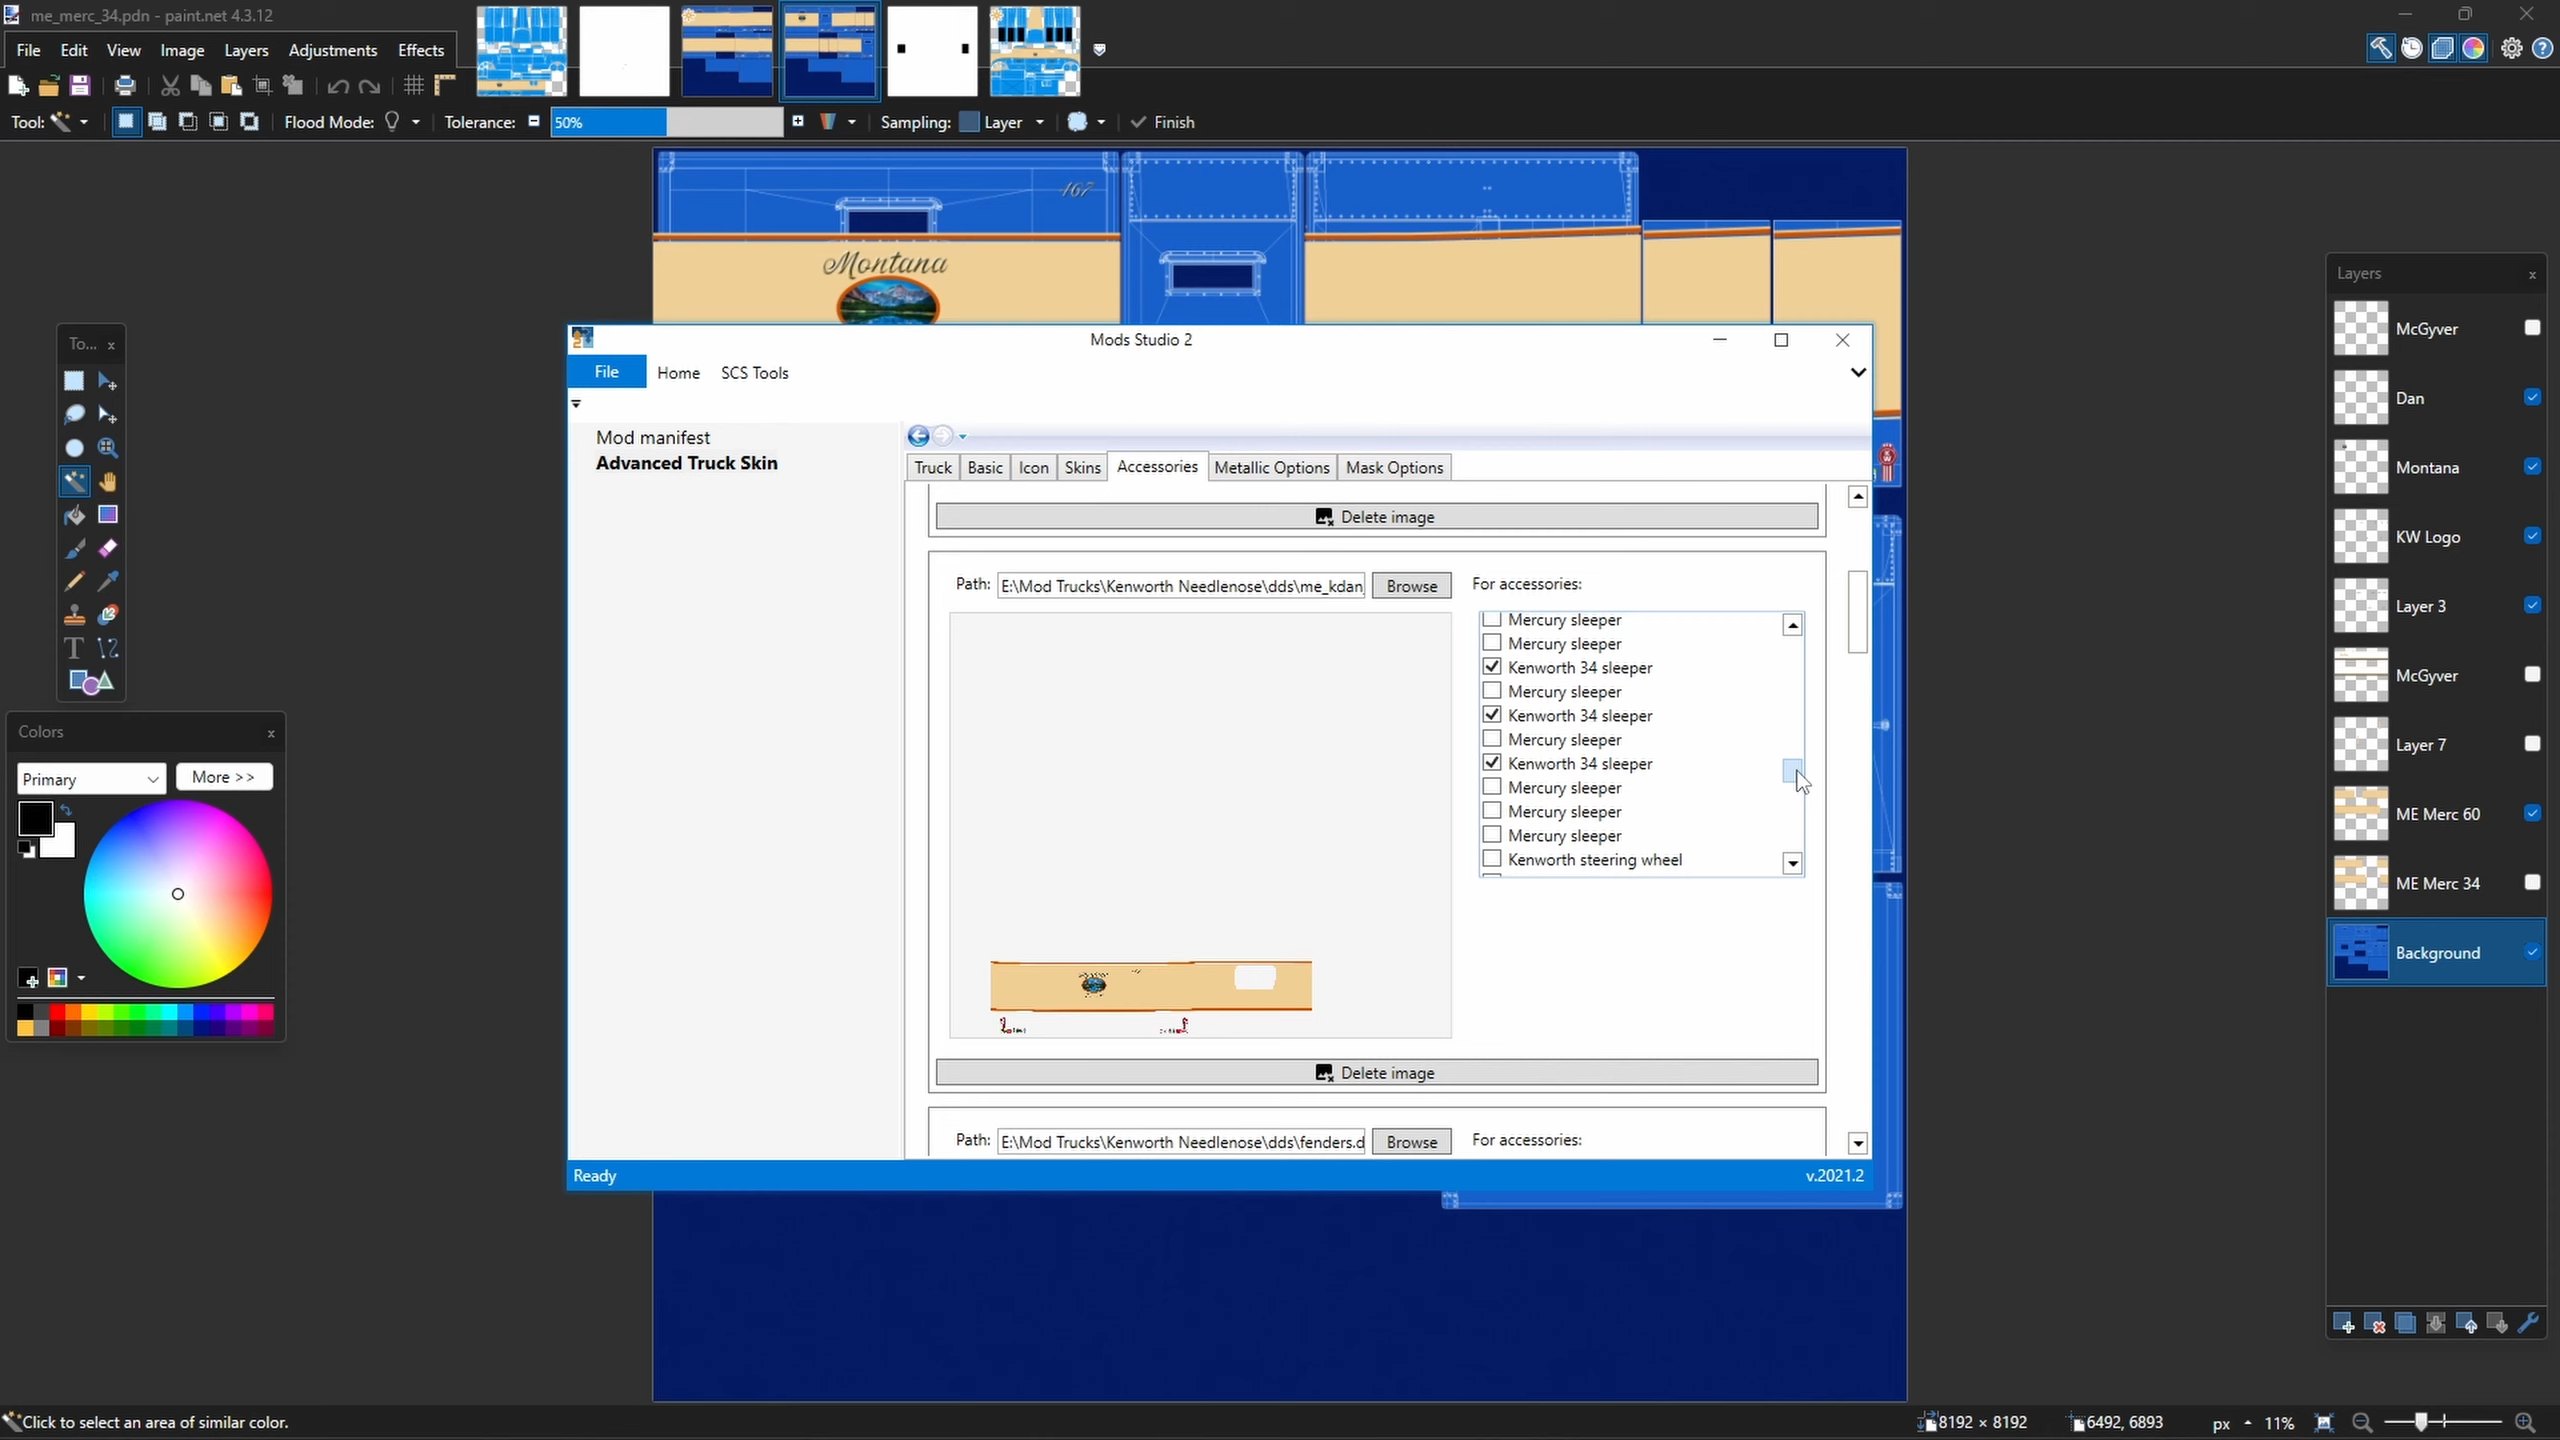 me_merc_34.pdn - paint.net 4.3.12
File Edit View Image Layers Adjustments Effects
Tool: Flood Mode: Tolerance: 50% Sampling: Layer Finish
467
Montana
To... x
Colors x
Primary More >>
Mods Studio 2
File Home SCS Tools
Mod manifest
Advanced Truck Skin
Truck Basic Icon Skins Accessories Metallic Options Mask Options
Delete image
Path: E:\Mod Trucks\Kenworth Needlenose\dds\me_kdan Browse For accessories:
Mercury sleeper
Mercury sleeper
Kenworth 34 sleeper
Mercury sleeper
Kenworth 34 sleeper
Mercury sleeper
Kenworth 34 sleeper
Mercury sleeper
Mercury sleeper
Mercury sleeper
Kenworth steering wheel
Delete image
Path: E:\Mod Trucks\Kenworth Needlenose\dds\fenders.d Browse For accessories:
Ready v.2021.2
Layers x
McGyver
Dan
Montana
KW Logo
Layer 3
McGyver
Layer 7
ME Merc 60
ME Merc 34
Background
Click to select an area of similar color. 8192 × 8192 6492, 6893 px 11%